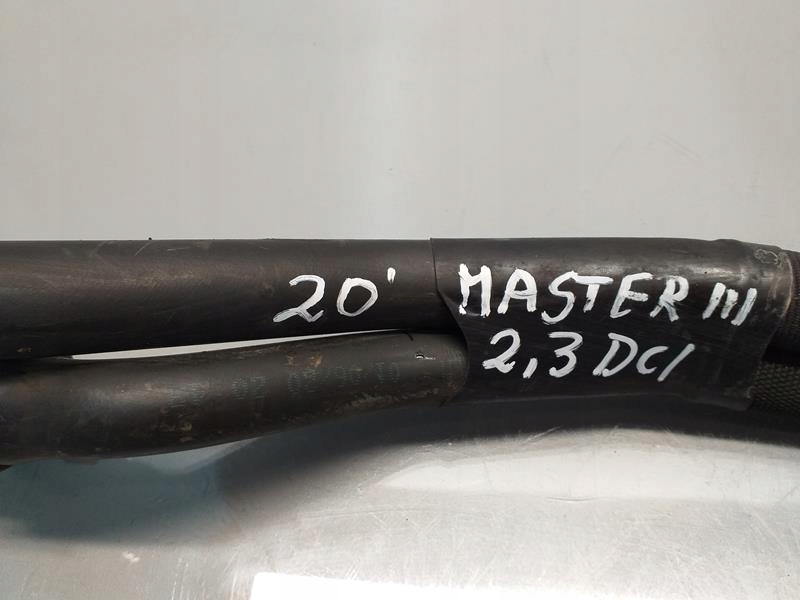 20' MASTER III
2,3 DCI